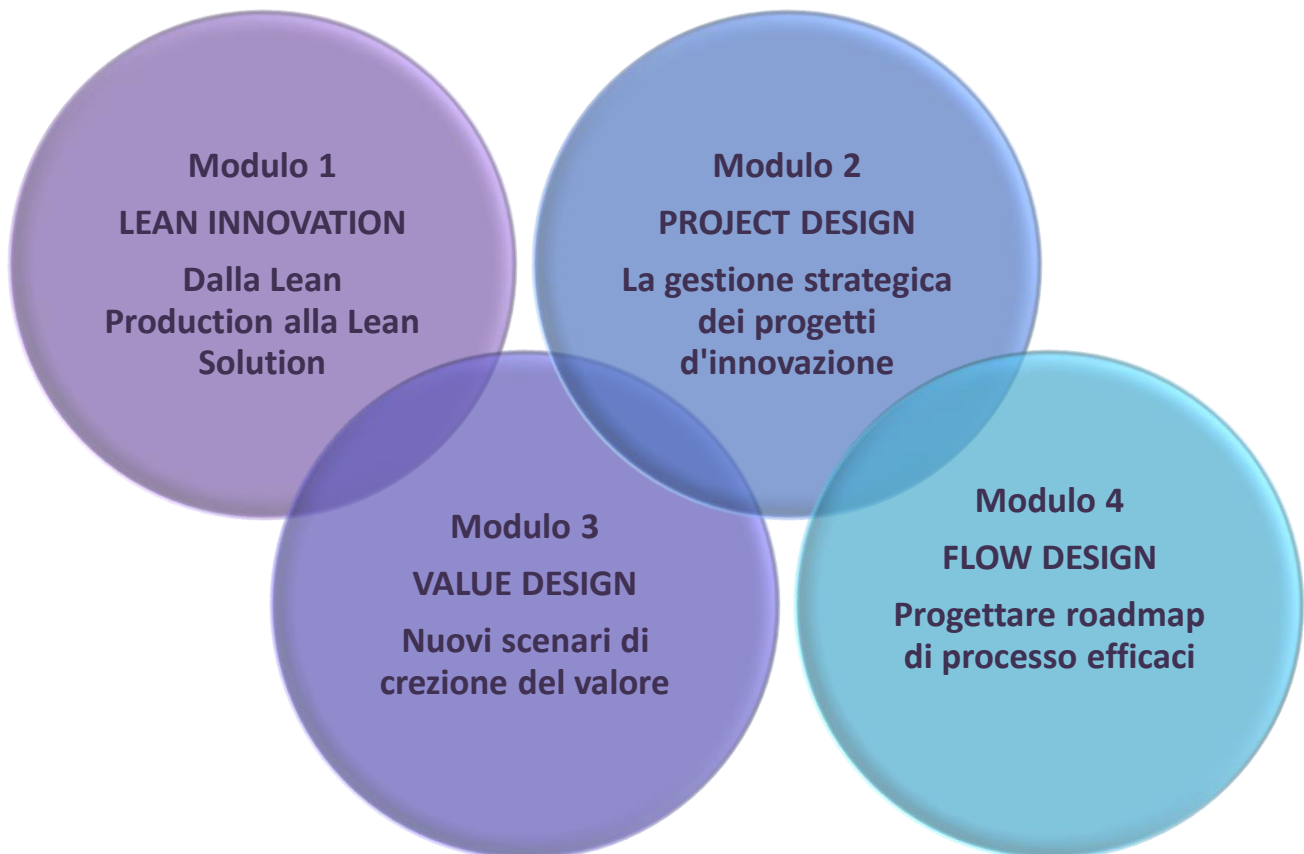 Modulo 1
LEAN INNOVATION
Dalla Lean
Production alla Lean
Solution
Modulo 2
PROJECT DESIGN
La gestione strategica
dei progetti
d'innovazione
Modulo 3
VALUE DESIGN
Nuovi scenari di
crezione del valore
Modulo 4
FLOW DESIGN
Progettare roadmap
di processo efficaci